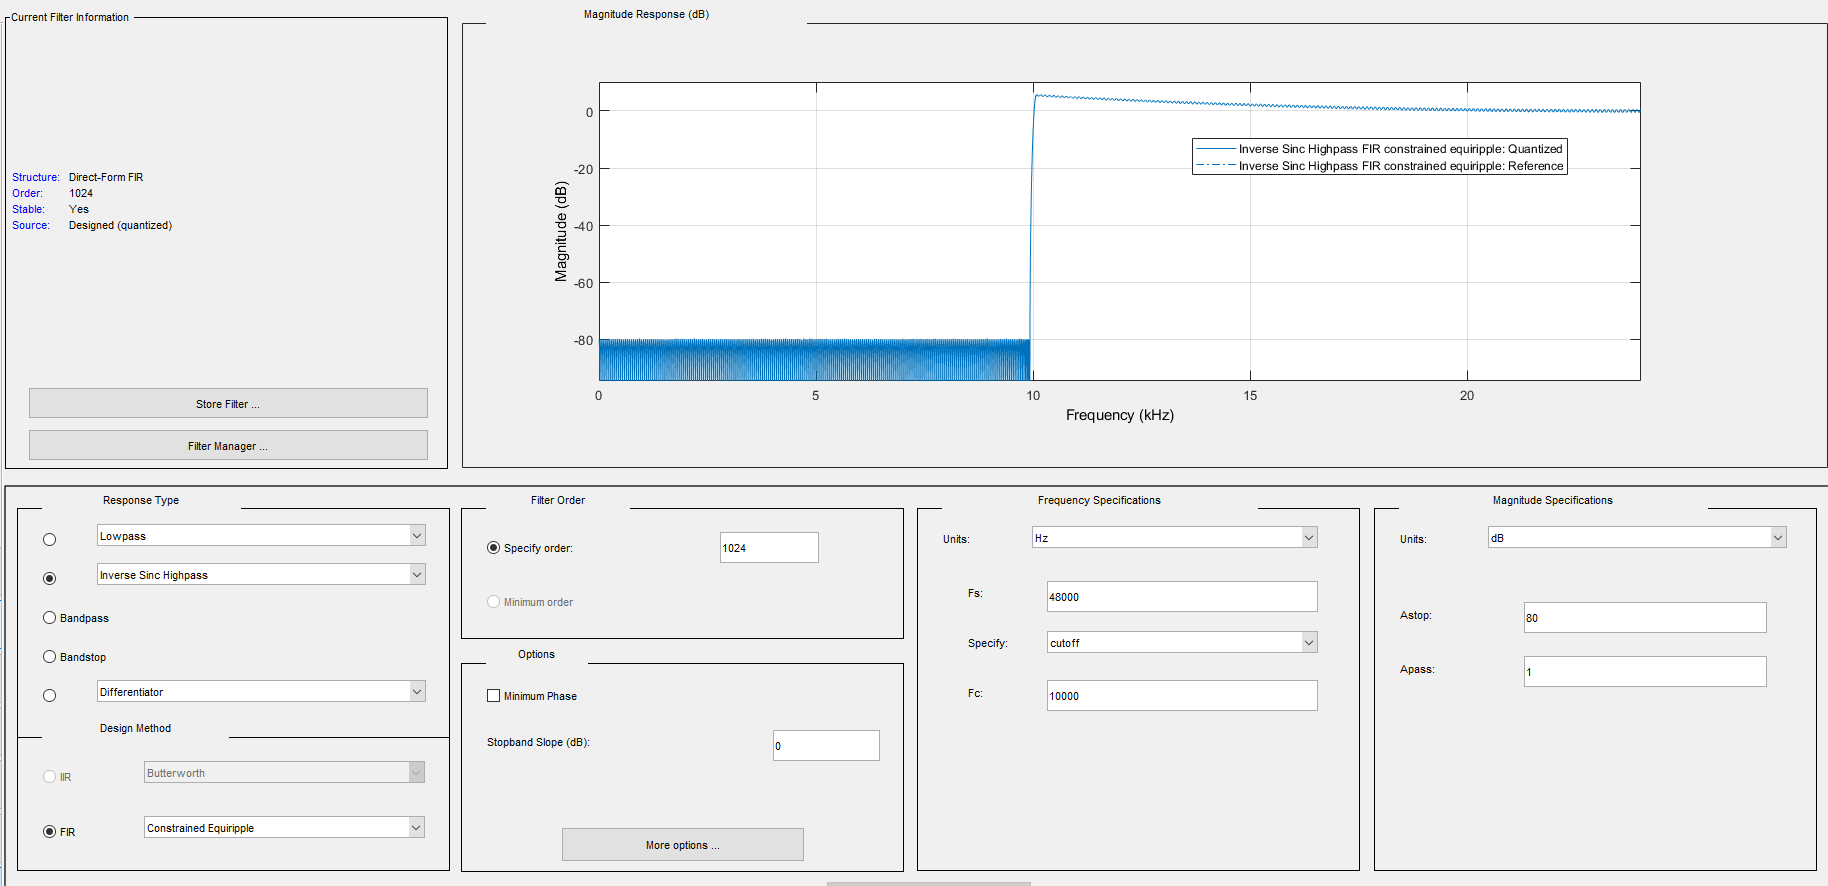 Current Filter Information
Structure: Direct-Form FIR
Order: 1024
Stable: Yes
Source: Designed (quantized)
Store Filter ...
Filter Manager ...
Magnitude Response (dB)
0
-20
-40
-60
-80
Magnitude (dB)
Inverse Sinc Highpass FIR constrained equiripple: Quantized
Inverse Sinc Highpass FIR constrained equiripple: Reference
0 5 10 15 20
Frequency (kHz)
Response Type
Lowpass
Inverse Sinc Highpass
Bandpass
Bandstop
Differentiator
Design Method
IIR Butterworth
FIR Constrained Equiripple
Filter Order
Specify order: 1024
Minimum order
Options
Minimum Phase
Stopband Slope (dB): 0
More options ...
Frequency Specifications
Units: Hz
Fs: 48000
Specify: cutoff
Fc: 10000
Magnitude Specifications
Units: dB
Astop: 80
Apass: 1